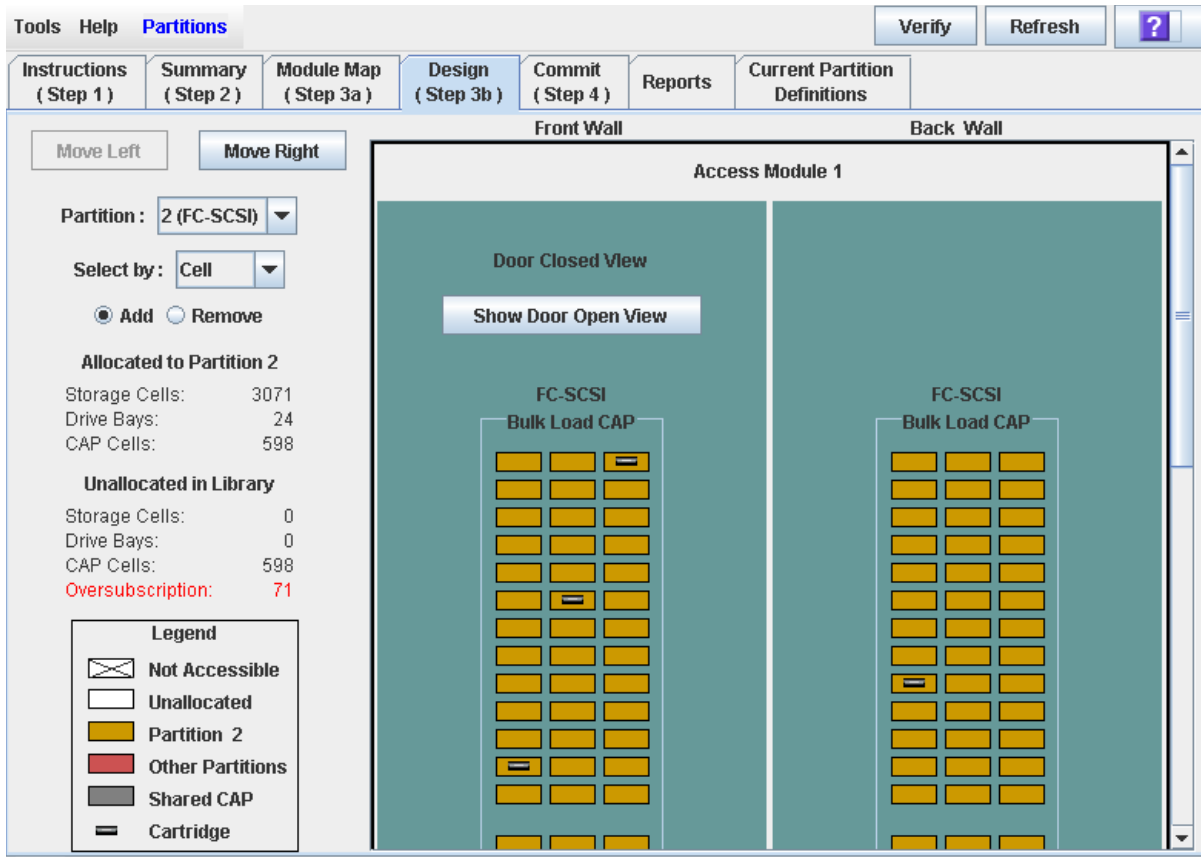 Tools Help Partitions Verify Refresh ?
Instructions Summary Module Map Design Commit Reports Current Partition
( Step 1 ) ( Step 2 ) ( Step 3a ) ( Step 3b ) ( Step 4 ) Definitions
Move Left Move Right
Partition : 2 (FC-SCSI)
Select by : Cell
Add Remove
Allocated to Partition 2
Storage Cells: 3071
Drive Bays: 24
CAP Cells: 598
Unallocated in Library
Storage Cells: 0
Drive Bays: 0
CAP Cells: 598
Oversubscription: 71
Legend
Not Accessible
Unallocated
Partition 2
Other Partitions
Shared CAP
Cartridge
Front Wall Back Wall
Access Module 1
Door Closed View
Show Door Open View
FC-SCSI
Bulk Load CAP
FC-SCSI
Bulk Load CAP